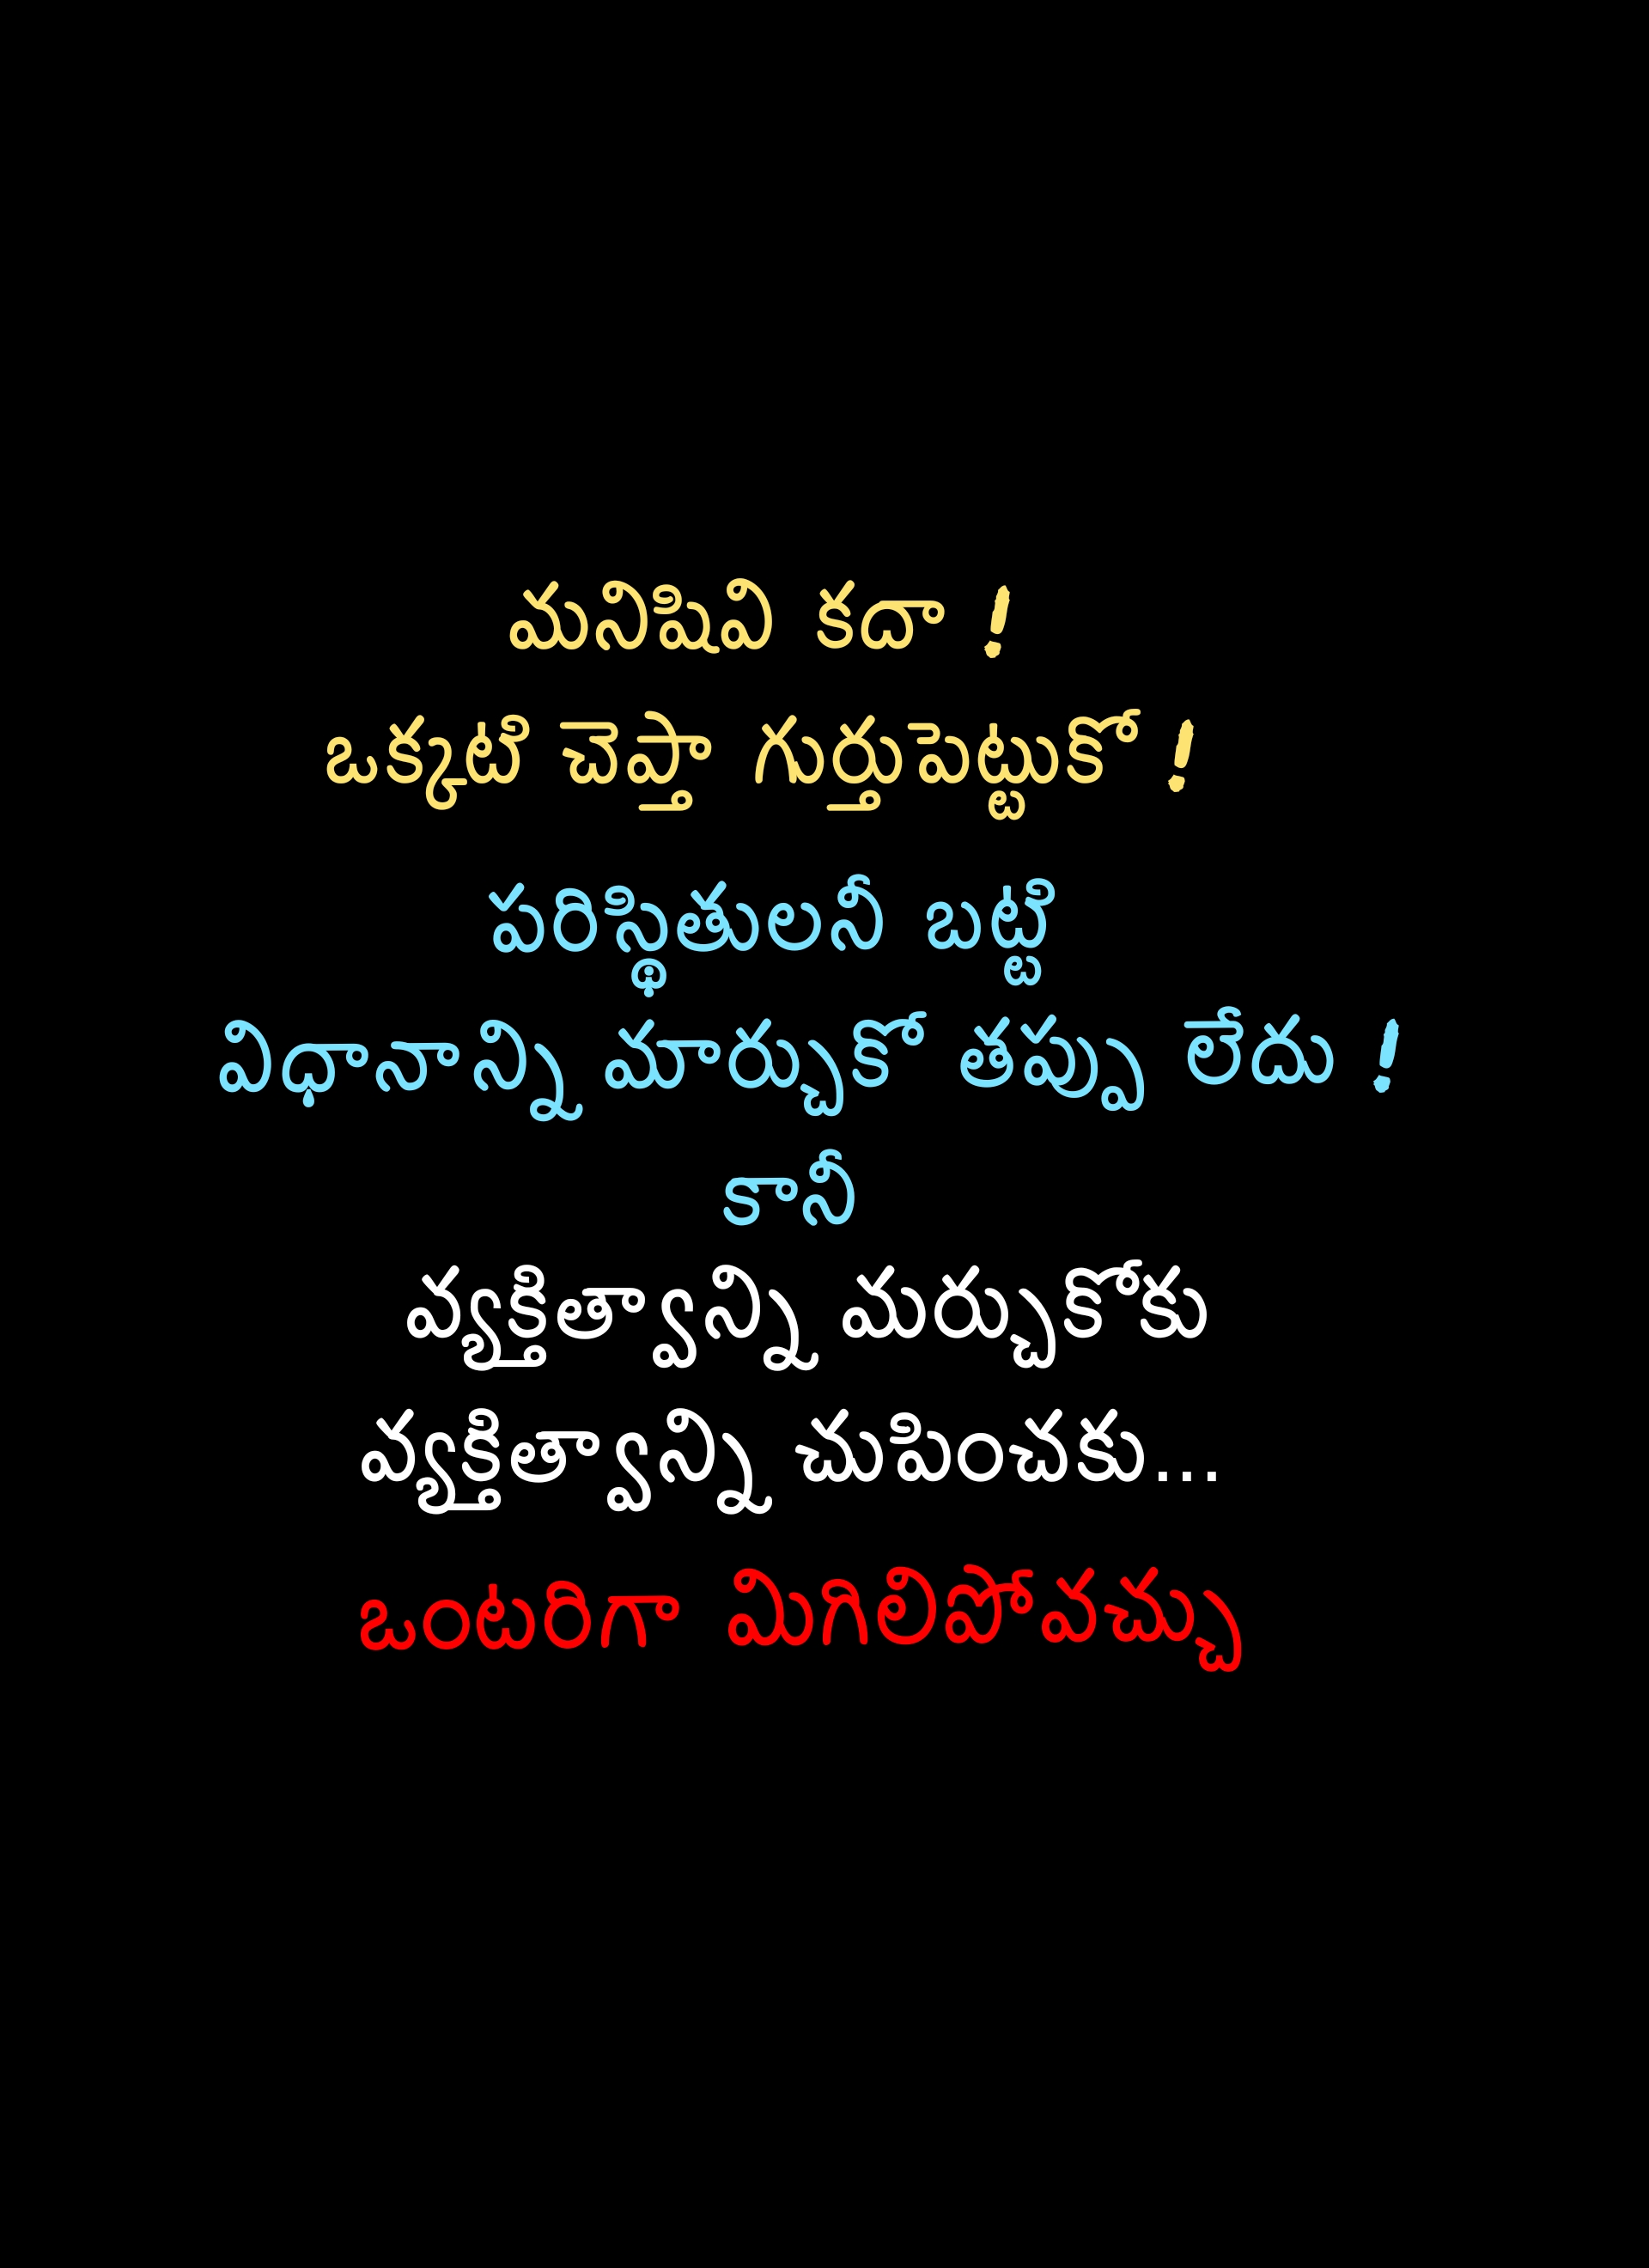 మనిషివి కదా !
ఒక్కటి చెప్తా గుర్తుపెట్టుకో !
పరిస్థితులనీ బట్టి
విధానాన్ని మార్చుకో తప్పు లేదు !
కానీ
వ్యక్తిత్వాన్ని మర్చుకోకు
వ్యక్తిత్వాన్ని చుపించకు...
ఒంటరిగా మిగిలిపోవచ్చు